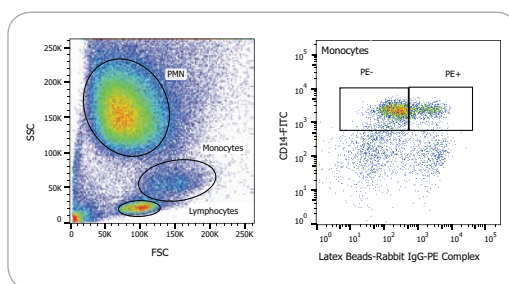 250K
200K
150K
100K
50K
0
SSC
PMN
Monocytes
Lymphocytes
0 50K 100K 150K 200K 250K
FSC
Monocytes
PE-
PE+
10^5
10^4
10^3
10^2
10^1
10^0
CD14-FITC
10^0 10^1 10^2 10^3 10^4 10^5
Latex Beads-Rabbit IgG-PE Complex